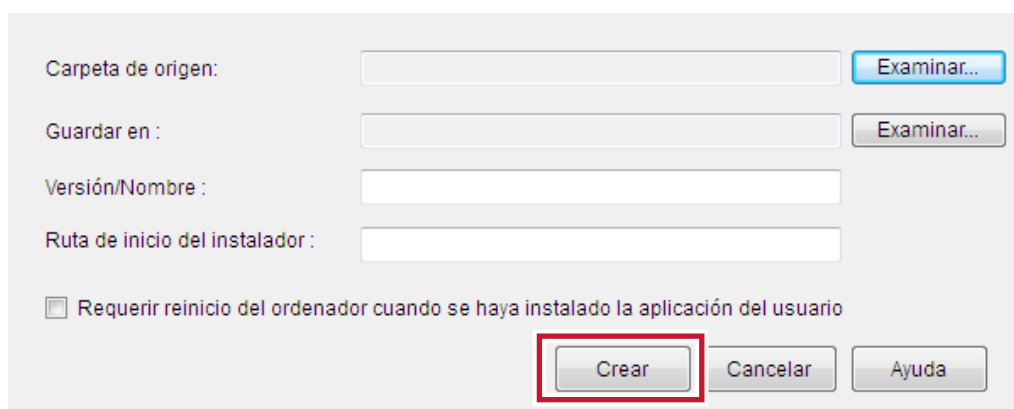 Carpeta de origen: Examinar...
Guardar en : Examinar...
Versión/Nombre :
Ruta de inicio del instalador :
Requerir reinicio del ordenador cuando se haya instalado la aplicación del usuario
Crear Cancelar Ayuda